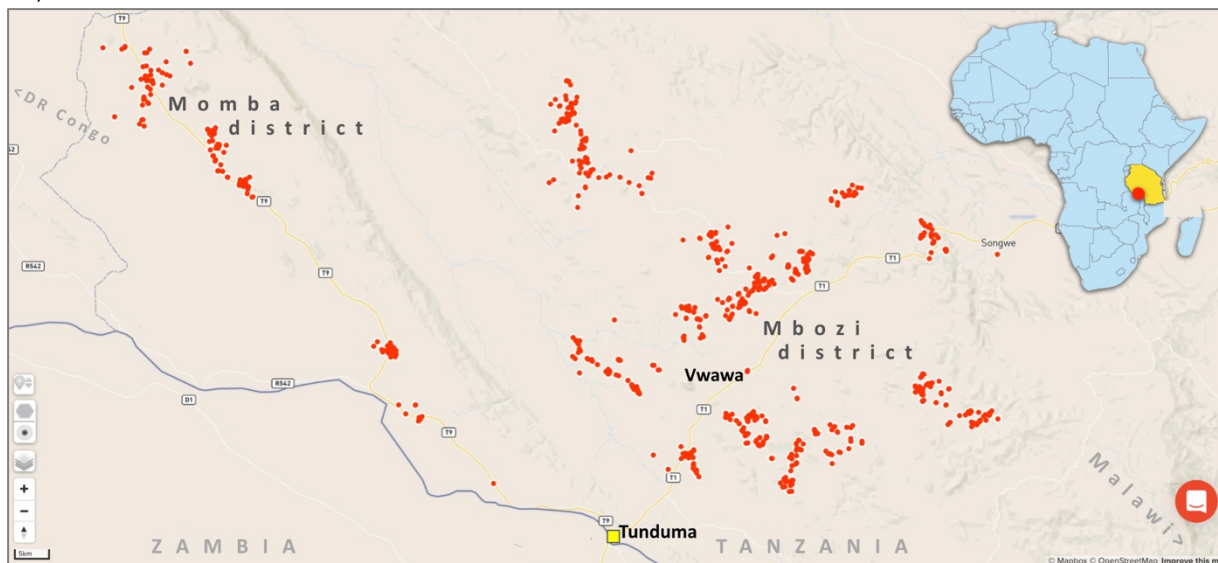 T9
Momba
district
<DR Congo
42
T9
R542
T9
Songwe
T1
T1
Mbozi
district
Vwawa
R542
D1
T1
T9
T1
Malawi>
T9
Tunduma
ZAMBIA
TANZANIA
5km
© Mapbox © OpenStreetMap Improve this m